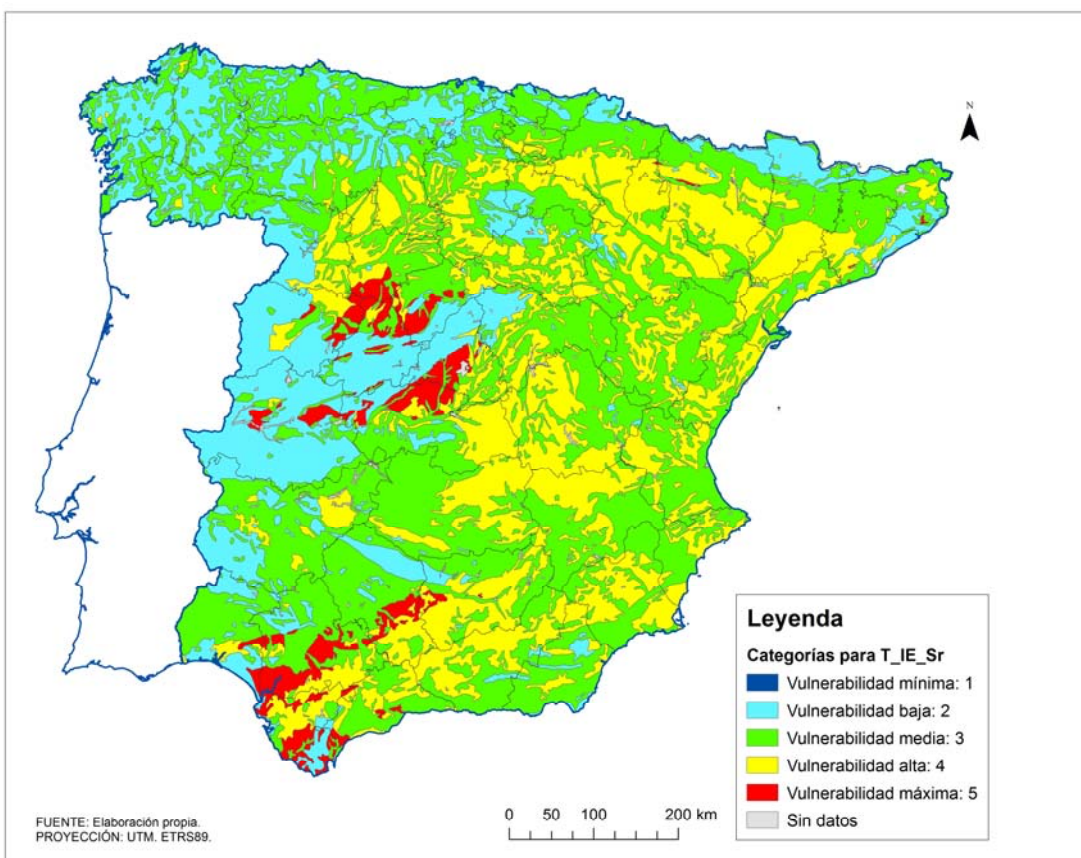 N
Leyenda
Categorías para T_IE_Sr
Vulnerabilidad mínima: 1
Vulnerabilidad baja: 2
Vulnerabilidad media: 3
Vulnerabilidad alta: 4
Vulnerabilidad máxima: 5
Sin datos
0 50 100 200 km
FUENTE: Elaboración propia.
PROYECCIÓN: UTM. ETRS89.